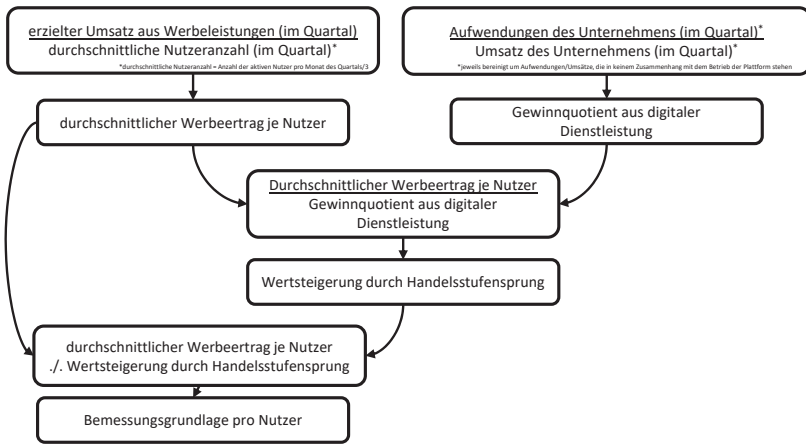 erzielter Umsatz aus Werbeleistungen (im Quartal)
durchschnittliche Nutzeranzahl (im Quartal)*
*durchschnittliche Nutzeranzahl = Anzahl der aktiven Nutzer pro Monat des Quartals/3
Aufwendungen des Unternehmens (im Quartal)*
Umsatz des Unternehmens (im Quartal)*
*jeweils bereinigt um Aufwendungen/Umsätze, die in keinem Zusammenhang mit dem Betrieb der Plattform stehen
durchschnittlicher Werbeertrag je Nutzer
Gewinnquotient aus digitaler
Dienstleistung
Durchschnittlicher Werbeertrag je Nutzer
Gewinnquotient aus digitaler
Dienstleistung
Wertsteigerung durch Handelsstufensprung
durchschnittlicher Werbeertrag je Nutzer
./. Wertsteigerung durch Handelsstufensprung
Bemessungsgrundlage pro Nutzer